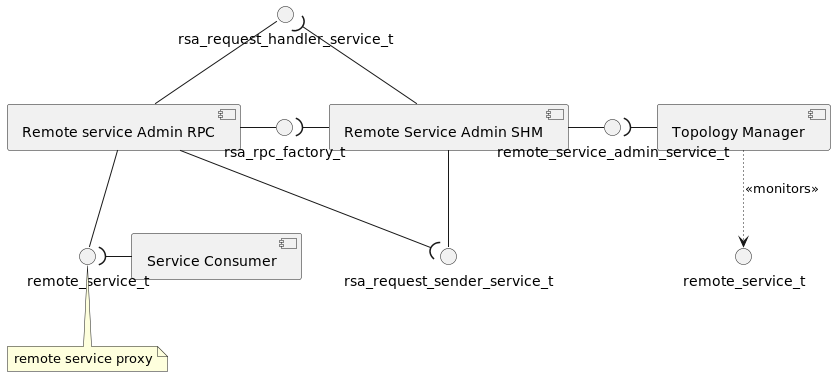 rsa_request_handler_service_t
Remote service Admin RPC
Remote Service Admin SHM
Topology Manager
rsa_rpc_factory_t
remote_service_admin_service_t
«monitors»
Service Consumer
remote_service_t
rsa_request_sender_service_t
remote_service_t
remote service proxy